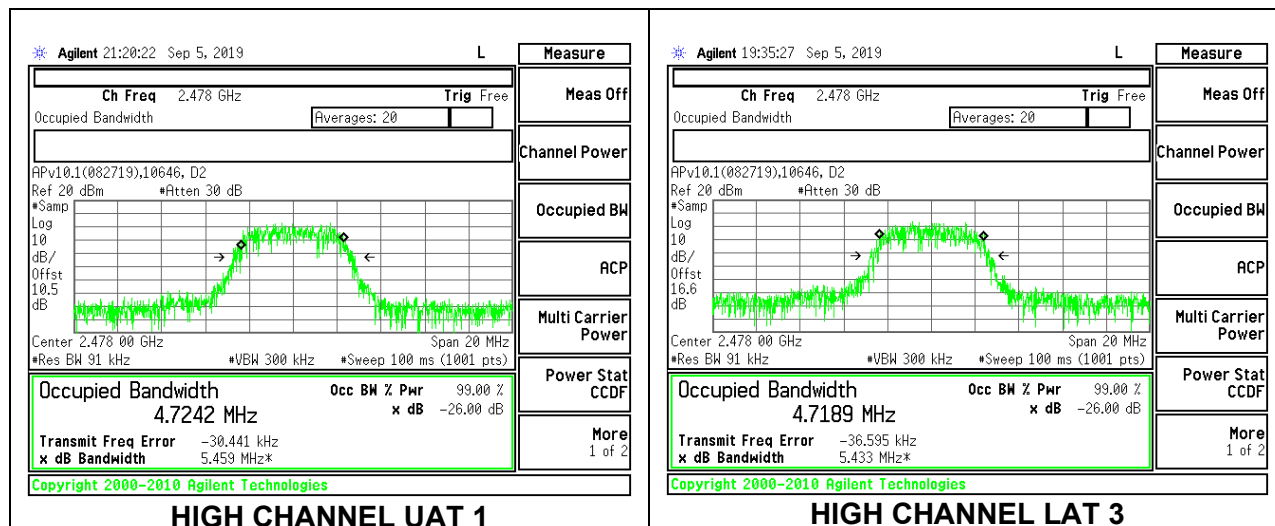 Agilent 21:20:22 Sep 5, 2019 L
Measure
Ch Freq 2.478 GHz Trig Free
Meas Off
Occupied Bandwidth Averages: 20
Channel Power
APv10.1(082719),10646, D2
Ref 20 dBm #Atten 30 dB
#Samp
Log
10
dB/
Offst
10.5
dB
Occupied BW
ACP
Multi Carrier
Power
Center 2.478 00 GHz Span 20 MHz
#Res BW 91 kHz #VBW 300 kHz #Sweep 100 ms (1001 pts)
Power Stat
CCDF
Occupied Bandwidth Occ BW % Pwr 99.00 %
4.7242 MHz x dB -26.00 dB
Transmit Freq Error -30.441 kHz
x dB Bandwidth 5.459 MHz*
More
1 of 2
Copyright 2000-2010 Agilent Technologies
HIGH CHANNEL UAT 1
Agilent 19:35:27 Sep 5, 2019 L
Measure
Ch Freq 2.478 GHz Trig Free
Meas Off
Occupied Bandwidth Averages: 20
Channel Power
APv10.1(082719),10646, D2
Ref 20 dBm #Atten 30 dB
#Samp
Log
10
dB/
Offst
16.6
dB
Occupied BW
ACP
Multi Carrier
Power
Center 2.478 00 GHz Span 20 MHz
#Res BW 91 kHz #VBW 300 kHz #Sweep 100 ms (1001 pts)
Power Stat
CCDF
Occupied Bandwidth Occ BW % Pwr 99.00 %
4.7189 MHz x dB -26.00 dB
Transmit Freq Error -36.595 kHz
x dB Bandwidth 5.433 MHz*
More
1 of 2
Copyright 2000-2010 Agilent Technologies
HIGH CHANNEL LAT 3